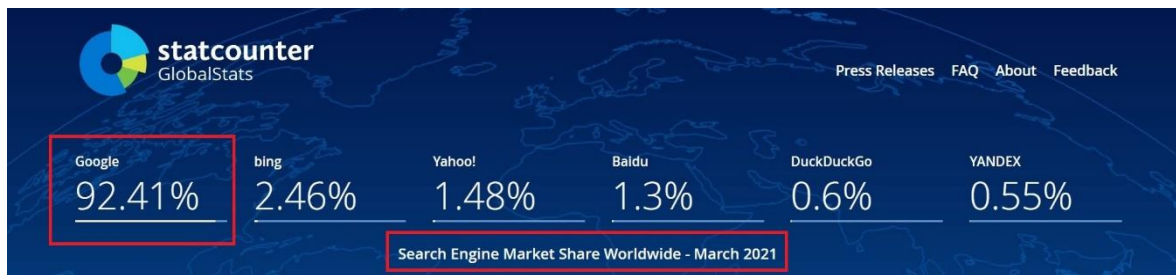 statcounter
GlobalStats
Press Releases FAQ About Feedback
Google bing Yahoo! Baidu DuckDuckGo YANDEX
92.41% 2.46% 1.48% 1.3% 0.6% 0.55%
Search Engine Market Share Worldwide - March 2021